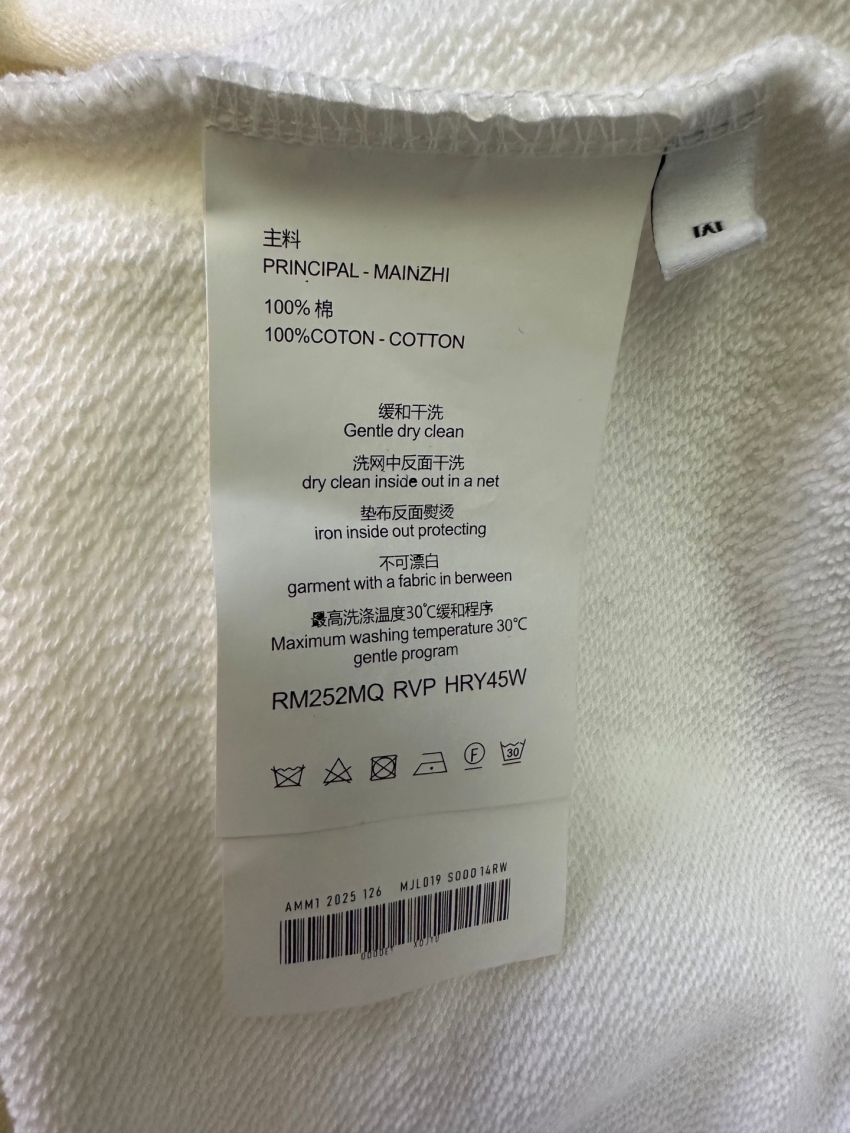 主料
PRINCIPAL - MAINZHI
100% 棉
100%COTON - COTTON
M
缓和干洗
Gentle dry clean
洗网中反面干洗
dry clean inside out in a net
垫布反面熨烫
iron inside out protecting
不可漂白
garment with a fabric in berween
最高洗涤温度30℃缓和程序
Maximum washing temperature 30℃
gentle program
RM252MQ RVP HRY45W
F
30
AMM1 2025 126 MJL019 S00014RW